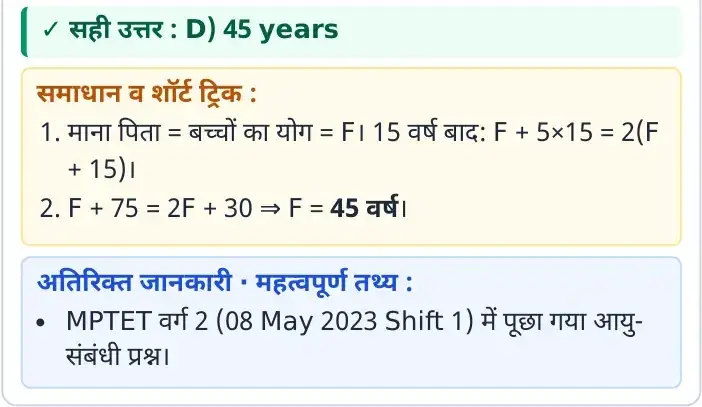 ✓ सही उत्तर : D) 45 years
समाधान व शॉर्ट ट्रिक :
1. माना पिता = बच्चों का योग = F। 15 वर्ष बाद: F + 5×15 = 2(F
+ 15)।
2. F + 75 = 2F + 30 ⇒ F = 45 वर्ष।
अतिरिक्त जानकारी · महत्वपूर्ण तथ्य :
• MPTET वर्ग 2 (08 May 2023 Shift 1) में पूछा गया आयु-
संबंधी प्रश्न।